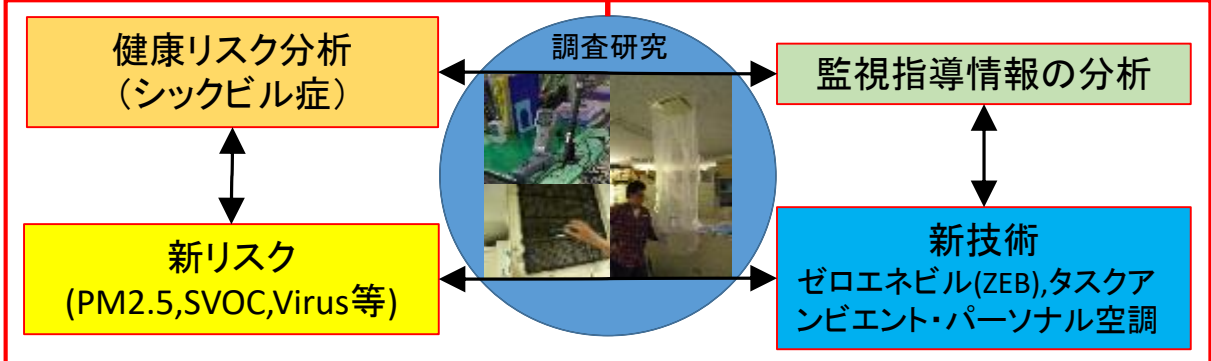 健康リスク分析
（シックビル症）
調査研究
監視指導情報の分析
新リスク
(PM2.5,SVOC,Virus等)
新技術
ゼロエネビル(ZEB),タスクア
ンビエント・パーソナル空調